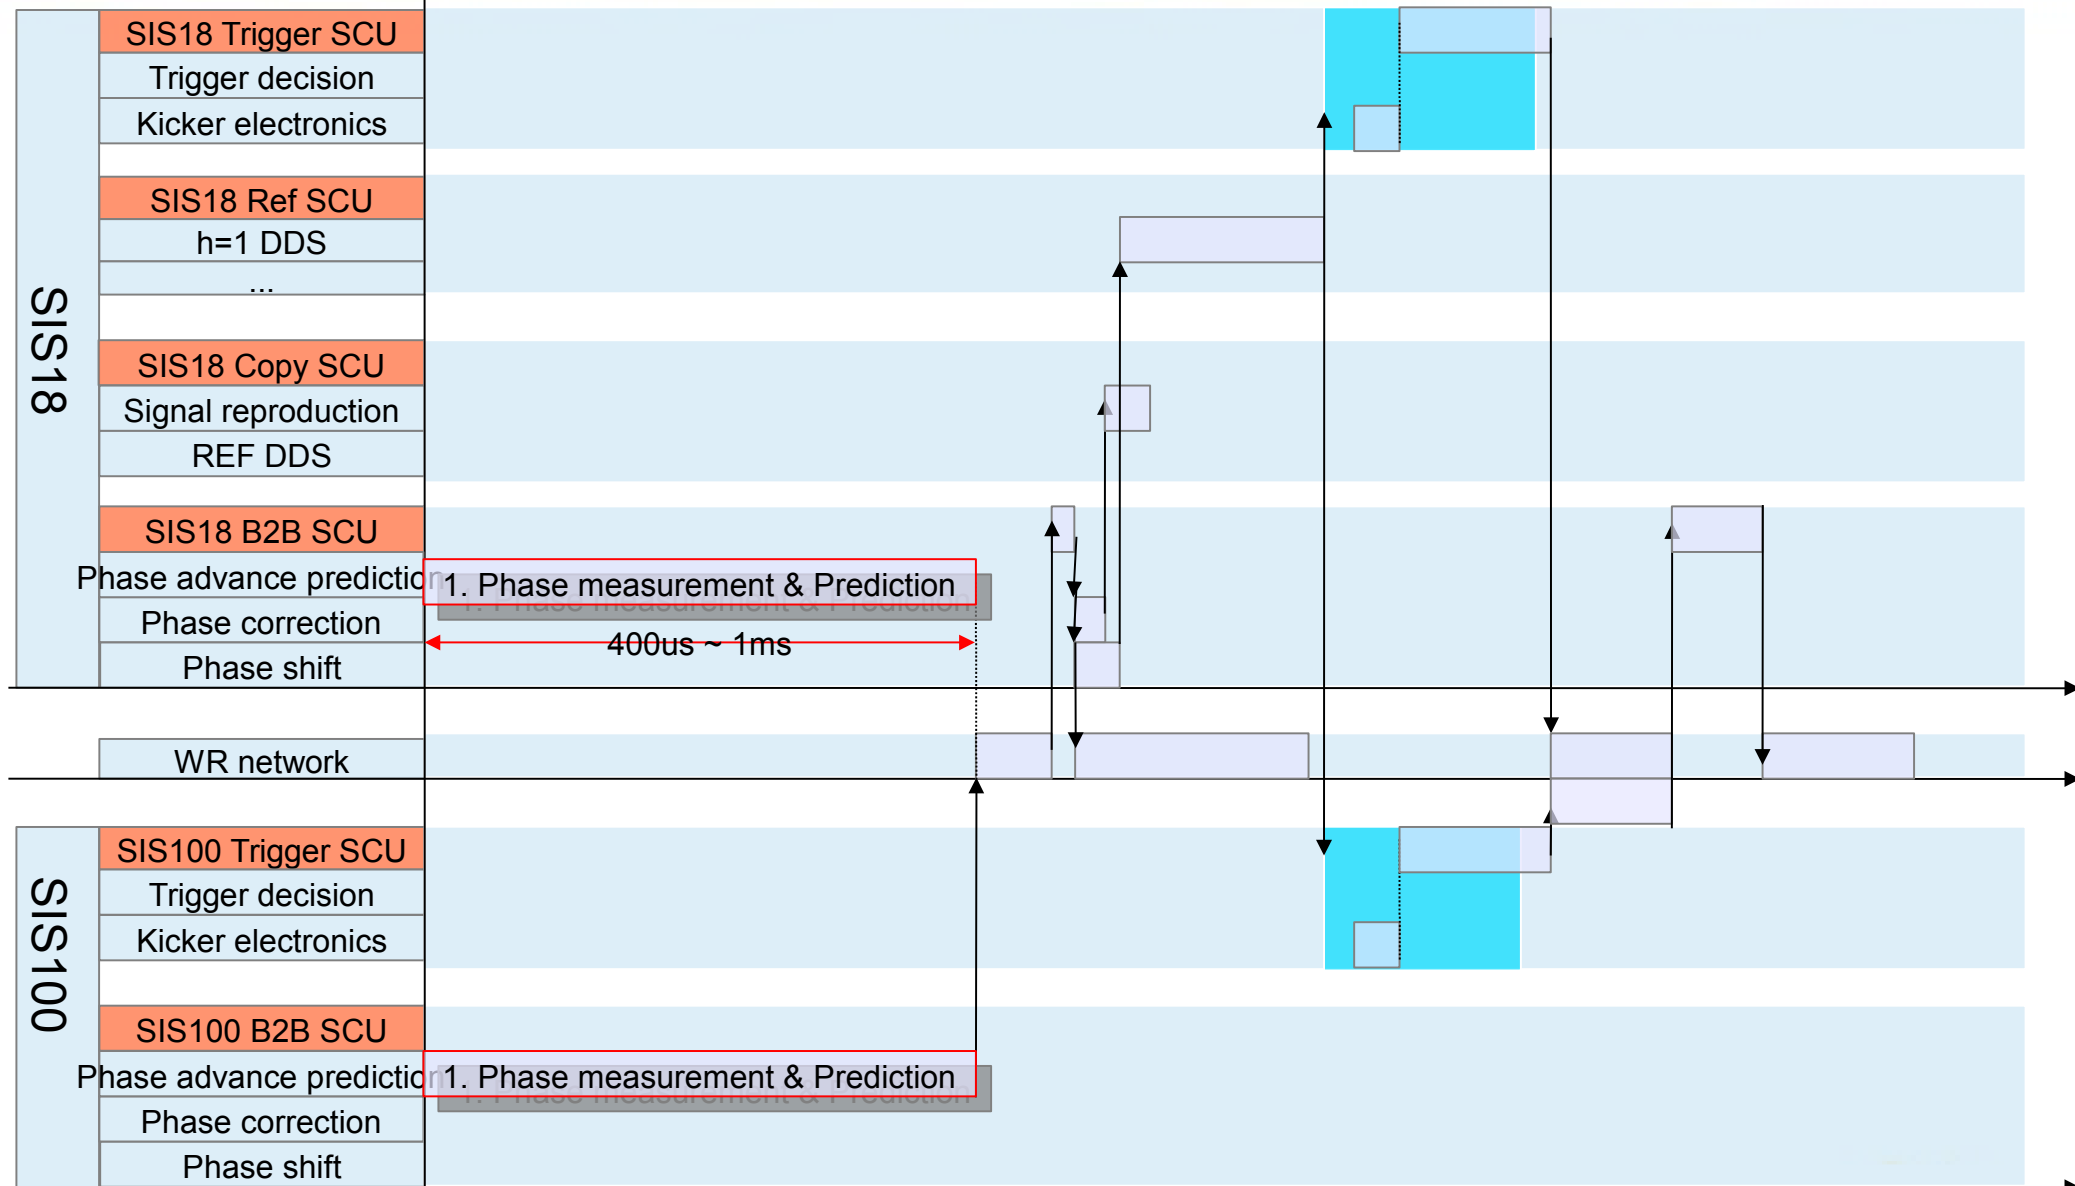 SIS18
SIS18 Trigger SCU
Trigger decision
Kicker electronics
SIS18 Ref SCU
h=1 DDS
...
SIS18 Copy SCU
Signal reproduction
REF DDS
SIS18 B2B SCU
Phase advance prediction
1. Phase measurement & Prediction
Phase correction
400us ~ 1ms
Phase shift
WR network
SIS100
SIS100 Trigger SCU
Trigger decision
Kicker electronics
SIS100 B2B SCU
Phase advance prediction
1. Phase measurement & Prediction
Phase correction
Phase shift